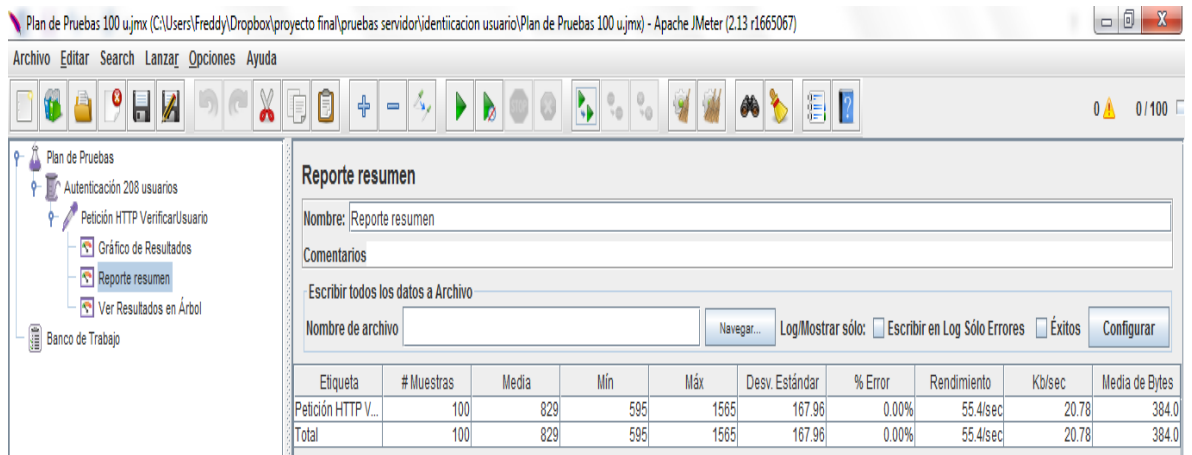 Plan de Pruebas 100 u.jmx (C:\Users\Freddy\Dropbox\proyecto final\pruebas servidor\identiicacion usuario\Plan de Pruebas 100 u.jmx) - Apache JMeter (2.13 r1665067)
Archivo Editar Search Lanzar Opciones Ayuda
STOP
0 0 / 100
Plan de Pruebas
Autenticación 208 usuarios
Petición HTTP VerificarUsuario
Gráfico de Resultados
Reporte resumen
Ver Resultados en Árbol
Banco de Trabajo
Reporte resumen
Nombre: Reporte resumen
Comentarios
Escribir todos los datos a Archivo
Nombre de archivo Navegar... Log/Mostrar sólo: Escribir en Log Sólo Errores Éxitos Configurar
Etiqueta # Muestras Media Mín Máx Desv. Estándar % Error Rendimiento Kb/sec Media de Bytes
Petición HTTP V... 100 829 595 1565 167.96 0.00% 55.4/sec 20.78 384.0
Total 100 829 595 1565 167.96 0.00% 55.4/sec 20.78 384.0